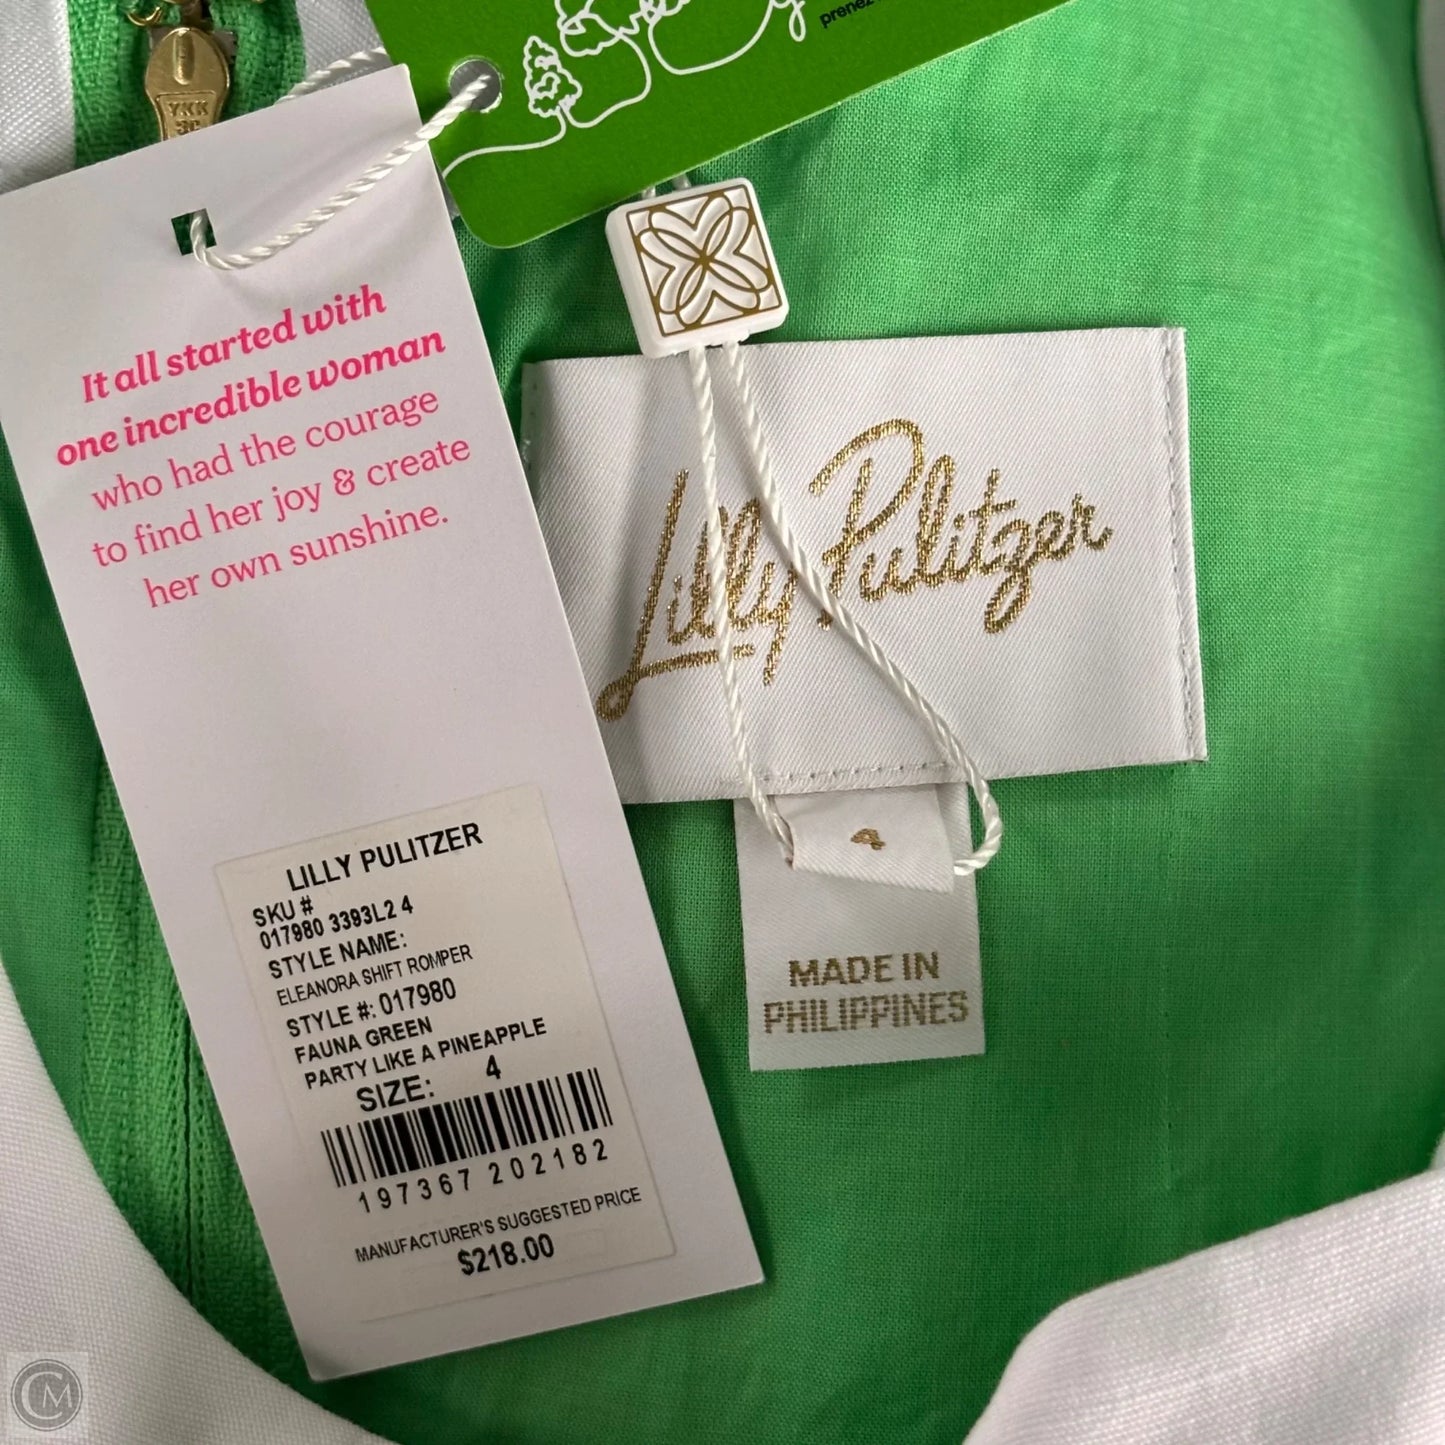 prenez
YKK
It all started with
one incredible woman
who had the courage
to find her joy & create
her own sunshine.
Lilly Pulitzer
4
MADE IN
PHILIPPINES
LILLY PULITZER
SKU #
017980 3393L2 4
STYLE NAME:
ELEANORA SHIFT ROMPER
STYLE #: 017980
FAUNA GREEN
PARTY LIKE A PINEAPPLE
SIZE: 4
197367 202182
MANUFACTURER'S SUGGESTED PRICE
$218.00
CM